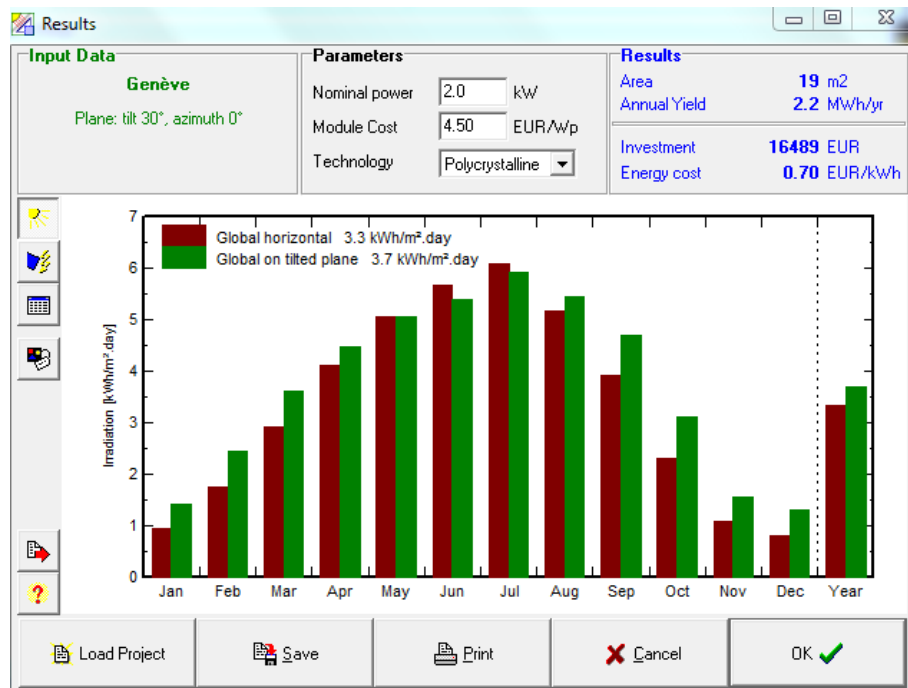 Results
Input Data
Genève
Plane: tilt 30°, azimuth 0°
Parameters
Nominal power 2.0 kW
Module Cost 4.50 EUR/Wp
Technology Polycrystalline
Results
Area 19 m2
Annual Yield 2.2 MWh/yr
Investment 16489 EUR
Energy cost 0.70 EUR/kWh
Global horizontal 3.3 kWh/m².day
Global on tilted plane 3.7 kWh/m².day
Irradiation [kWh/m².day]
7
6
5
4
3
2
1
0
Jan Feb Mar Apr May Jun Jul Aug Sep Oct Nov Dec Year
?
Load Project Save Print Cancel OK